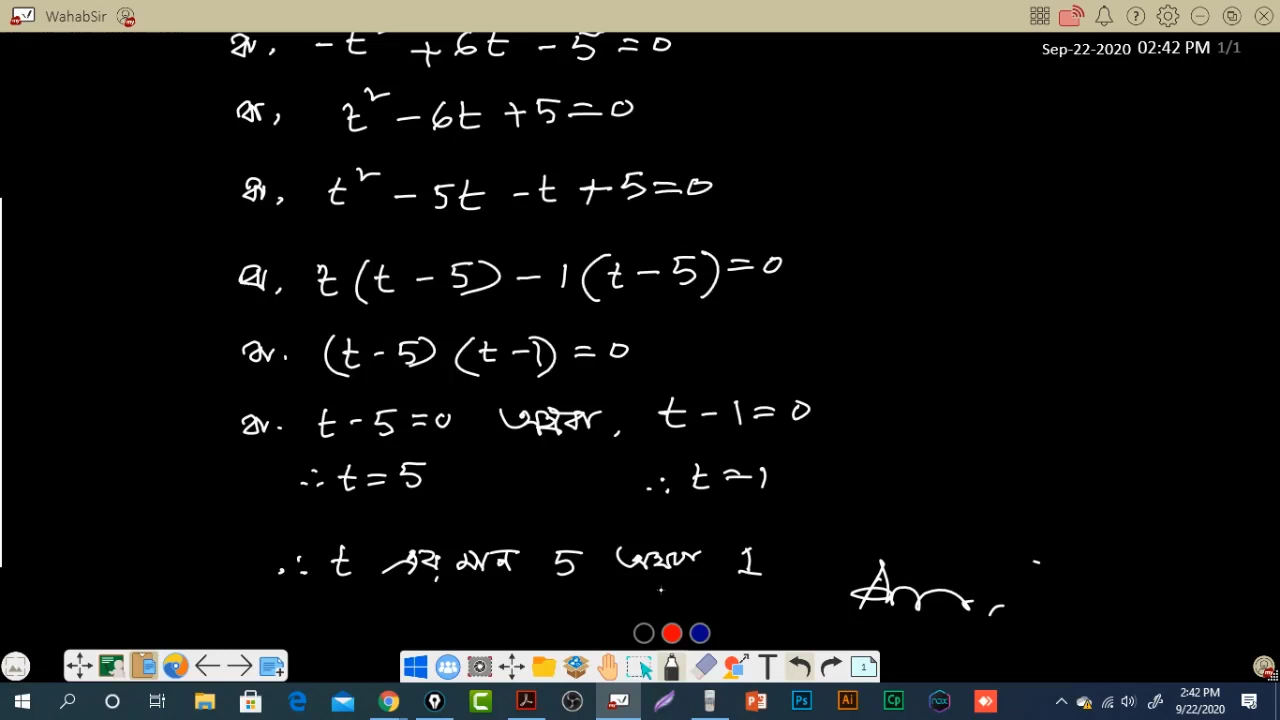 WahabSir
Sep-22-2020 02:42 PM 1/1
বা, -t² + 6t - 5 = 0
বা, t² - 6t + 5 = 0
বা, t² - 5t - t + 5 = 0
বা, t(t - 5) - 1(t - 5) = 0
বা, (t - 5) (t - 1) = 0
বা, t - 5 = 0 অথবা, t - 1 = 0
∴ t = 5 ∴ t = 1
∴ t এর মান 5 অথবা 1
Ans
1
2:42 PM
9/22/2020